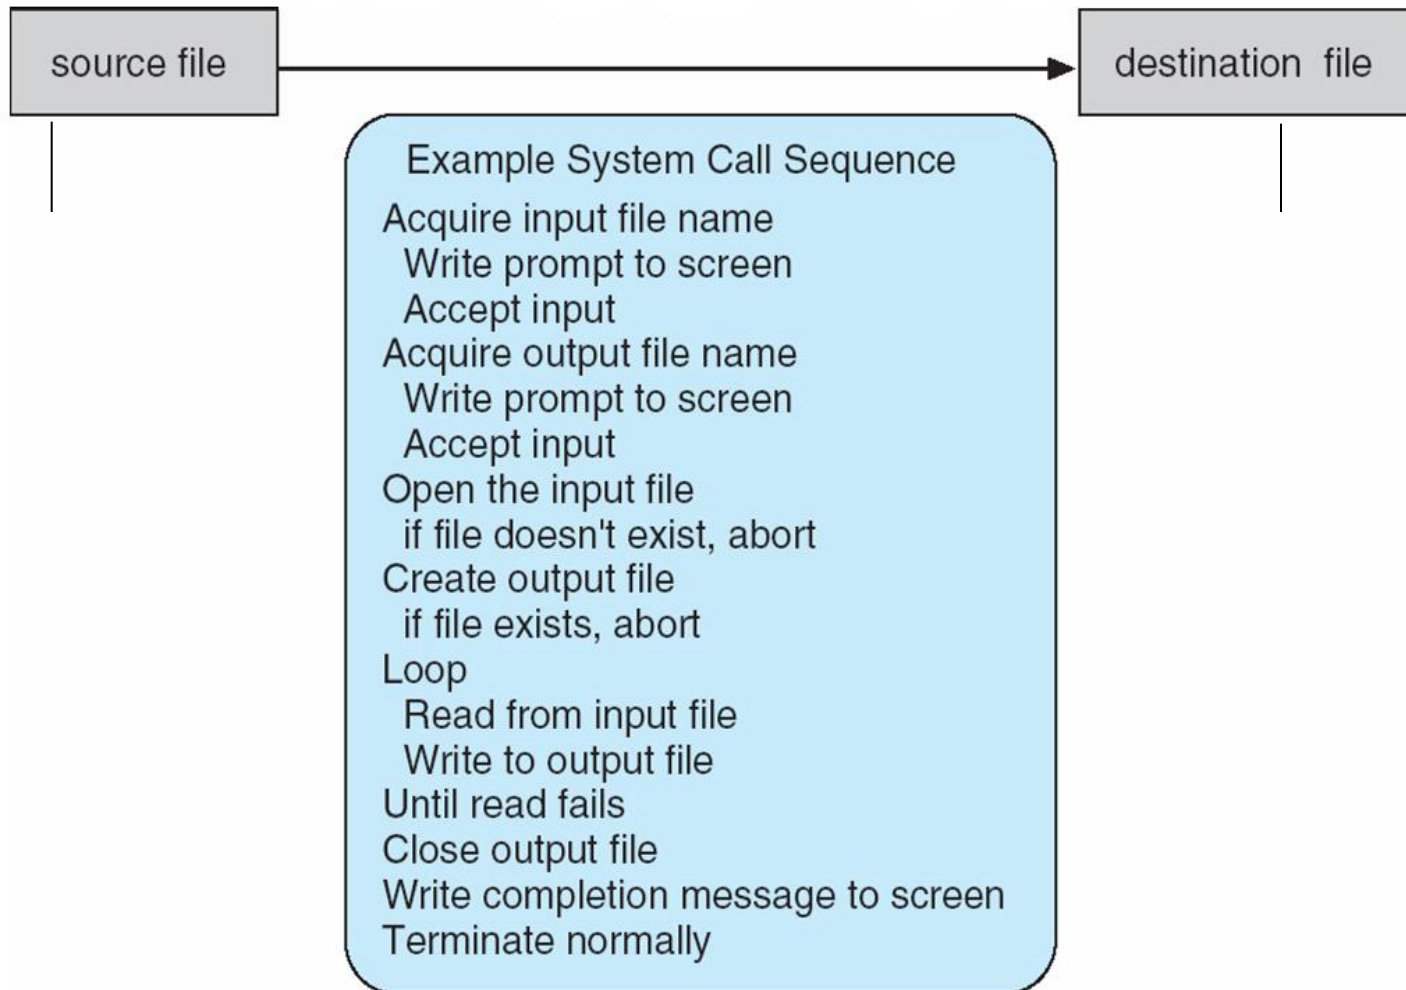 source file
destination file
Example System Call Sequence
Acquire input file name
Write prompt to screen
Accept input
Acquire output file name
Write prompt to screen
Accept input
Open the input file
if file doesn't exist, abort
Create output file
if file exists, abort
Loop
Read from input file
Write to output file
Until read fails
Close output file
Write completion message to screen
Terminate normally